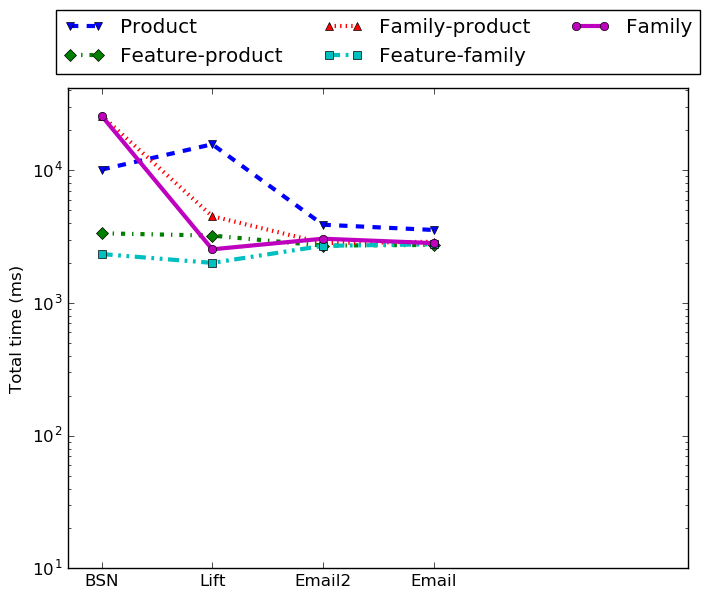 Product Family-product Family
Feature-product Feature-family
Total time (ms)
10^4
10^3
10^2
10^1
BSN Lift Email2 Email